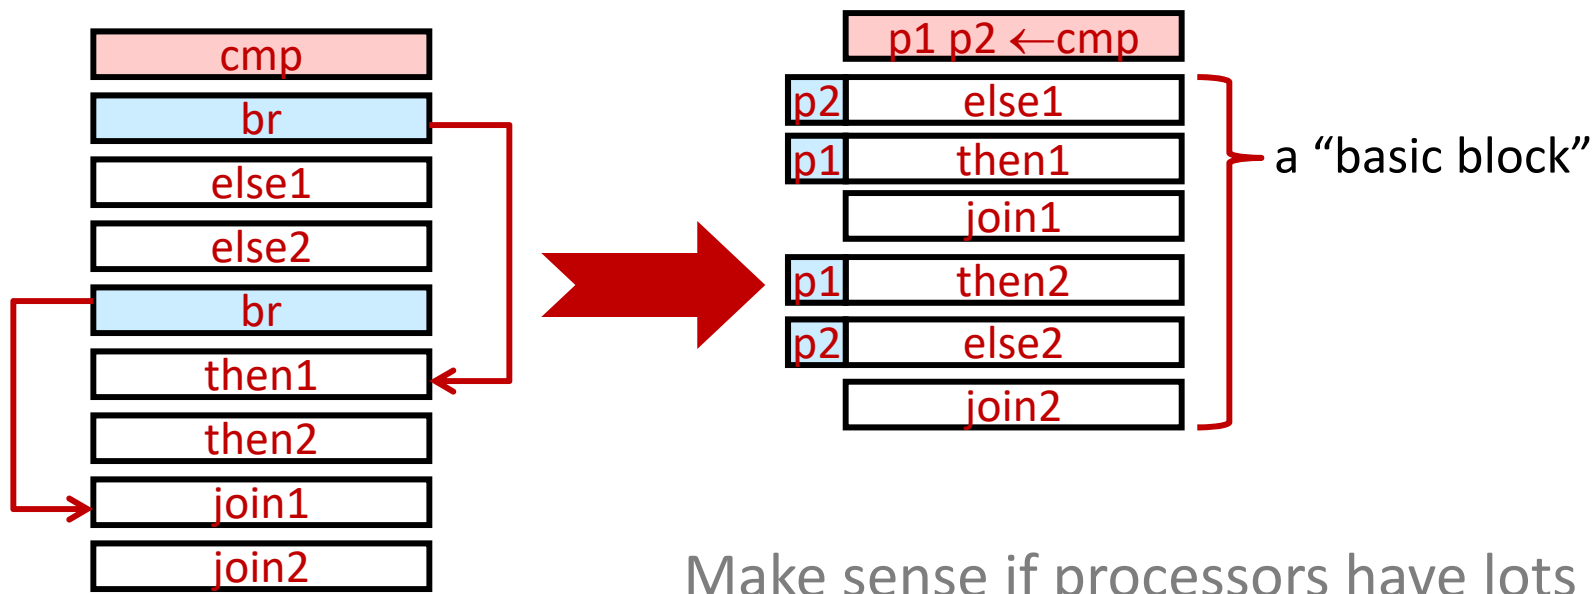 cmp
br
else1
else2
br
then1
then2
join1
join2
p1 p2 ←cmp
p2 else1
p1 then1
join1
p1 then2
p2 else2
join2
a “basic block”
Make sense if processors have lots